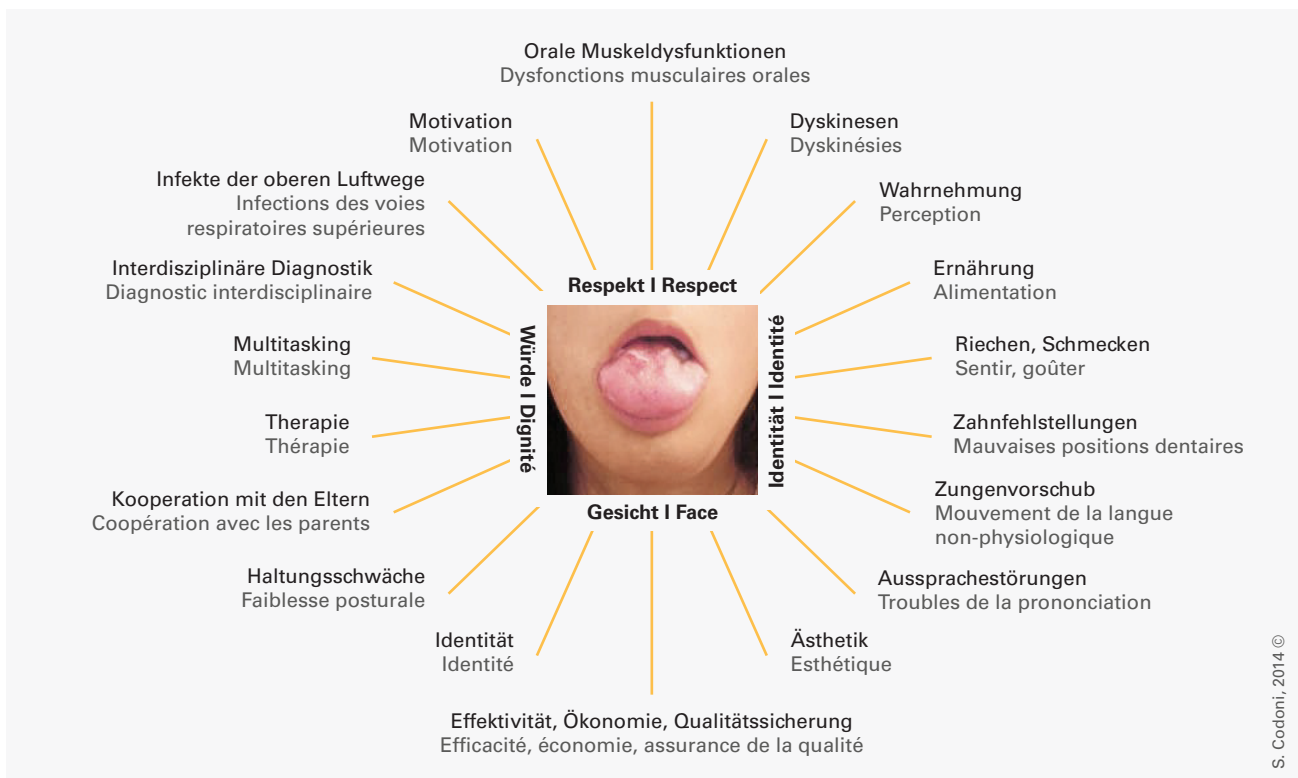 Orale Muskeldysfunktionen
Dysfonctions musculaires orales
Motivation
Motivation
Dyskinesen
Dyskinésies
Infekte der oberen Luftwege
Infections des voies
respiratoires supérieures
Wahrnehmung
Perception
Interdisziplinäre Diagnostik
Diagnostic interdisciplinaire
Ernährung
Alimentation
Respekt I Respect
Multitasking
Multitasking
Würde I Dignité
Identität I Identité
Riechen, Schmecken
Sentir, goûter
Therapie
Thérapie
Zahnfehlstellungen
Mauvaises positions dentaires
Kooperation mit den Eltern
Coopération avec les parents
Gesicht I Face
Zungenvorschub
Mouvement de la langue
non-physiologique
Haltungsschwäche
Faiblesse posturale
Aussprachestörungen
Troubles de la prononciation
Identität
Identité
Ästhetik
Esthétique
Effektivität, Ökonomie, Qualitätssicherung
Efficacité, économie, assurance de la qualité
S. Codoni, 2014 ©